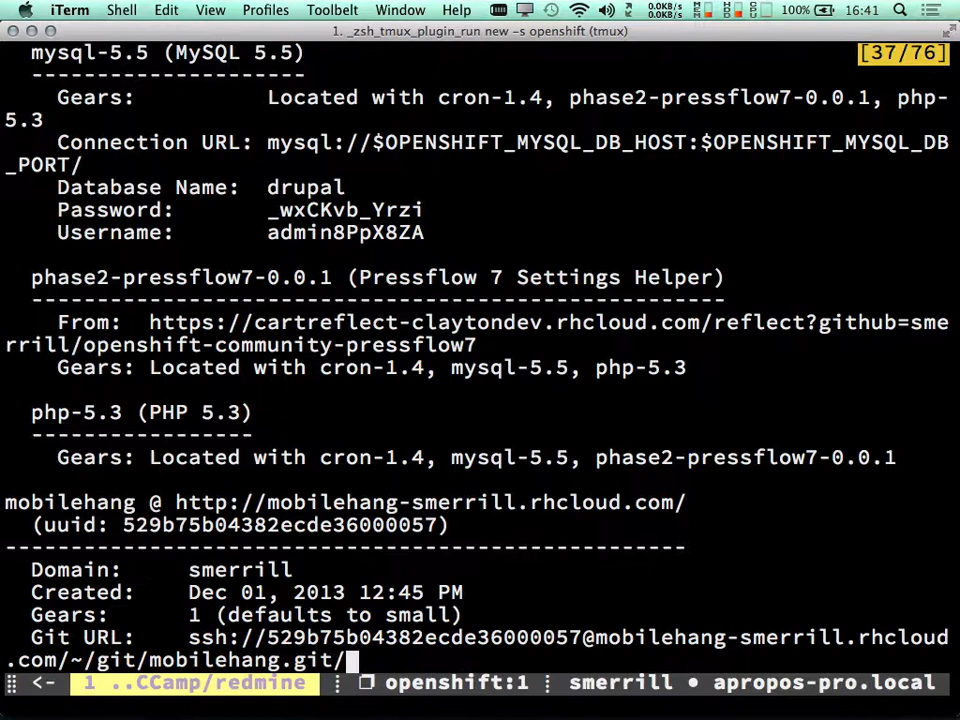 iTerm Shell Edit View Profiles Toolbelt Window Help 0.0KB/s 0.0KB/s 100% 16:41
1. _zsh_tmux_plugin_run new -s openshift (tmux)
mysql-5.5 (MySQL 5.5) [37/76]
---------------------
Gears: Located with cron-1.4, phase2-pressflow7-0.0.1, php-
5.3
Connection URL: mysql://$OPENSHIFT_MYSQL_DB_HOST:$OPENSHIFT_MYSQL_DB
_PORT/
Database Name: drupal
Password: _wxCKvb_Yrzi
Username: admin8PpX8ZA
phase2-pressflow7-0.0.1 (Pressflow 7 Settings Helper)
-----------------------------------------------------
From: https://cartreflect-claytondev.rhcloud.com/reflect?github=sme
rrill/openshift-community-pressflow7
Gears: Located with cron-1.4, mysql-5.5, php-5.3
php-5.3 (PHP 5.3)
-----------------
Gears: Located with cron-1.4, mysql-5.5, phase2-pressflow7-0.0.1
mobilehang @ http://mobilehang-smerrill.rhcloud.com/
(uuid: 529b75b04382ecde36000057)
----------------------------------------------------
Domain: smerrill
Created: Dec 01, 2013 12:45 PM
Gears: 1 (defaults to small)
Git URL: ssh://529b75b04382ecde36000057@mobilehang-smerrill.rhcloud
.com/~/git/mobilehang.git/
<- 1 ..CCamp/redmine openshift:1 smerrill • apropos-pro.local